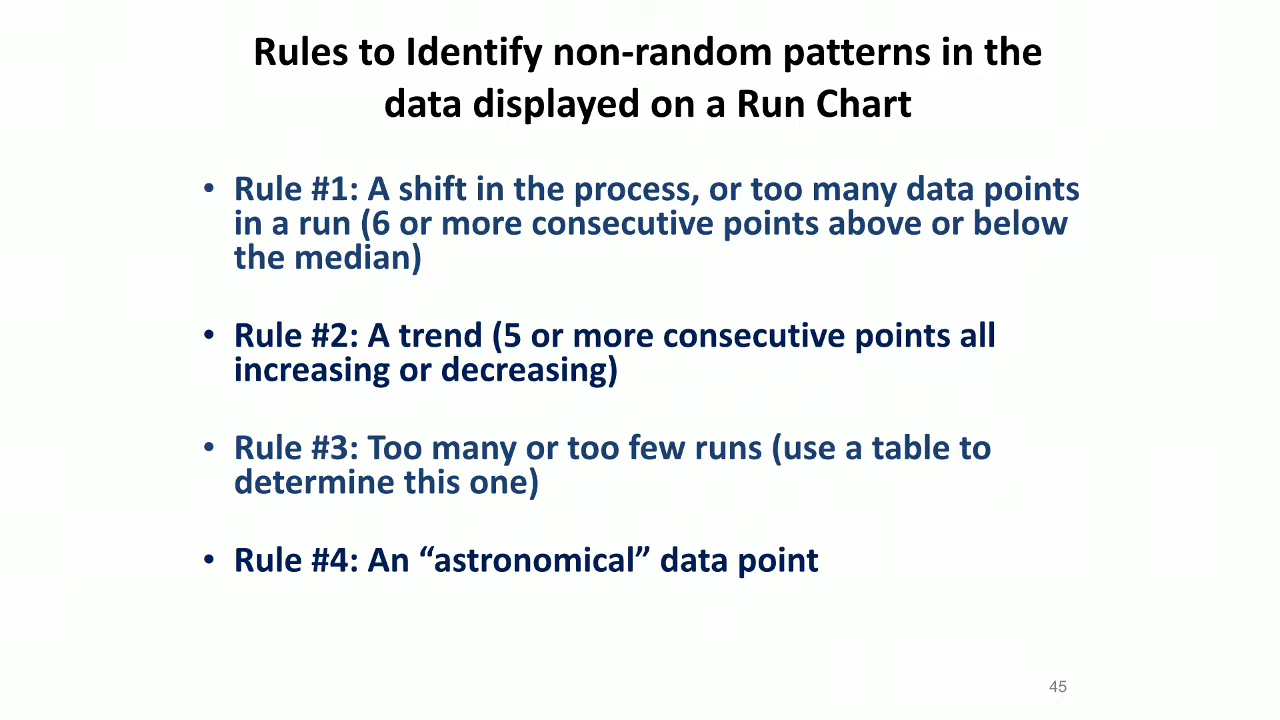 Rules to Identify non-random patterns in the
data displayed on a Run Chart
• Rule #1: A shift in the process, or too many data points
in a run (6 or more consecutive points above or below
the median)
• Rule #2: A trend (5 or more consecutive points all
increasing or decreasing)
• Rule #3: Too many or too few runs (use a table to
determine this one)
• Rule #4: An “astronomical” data point
45